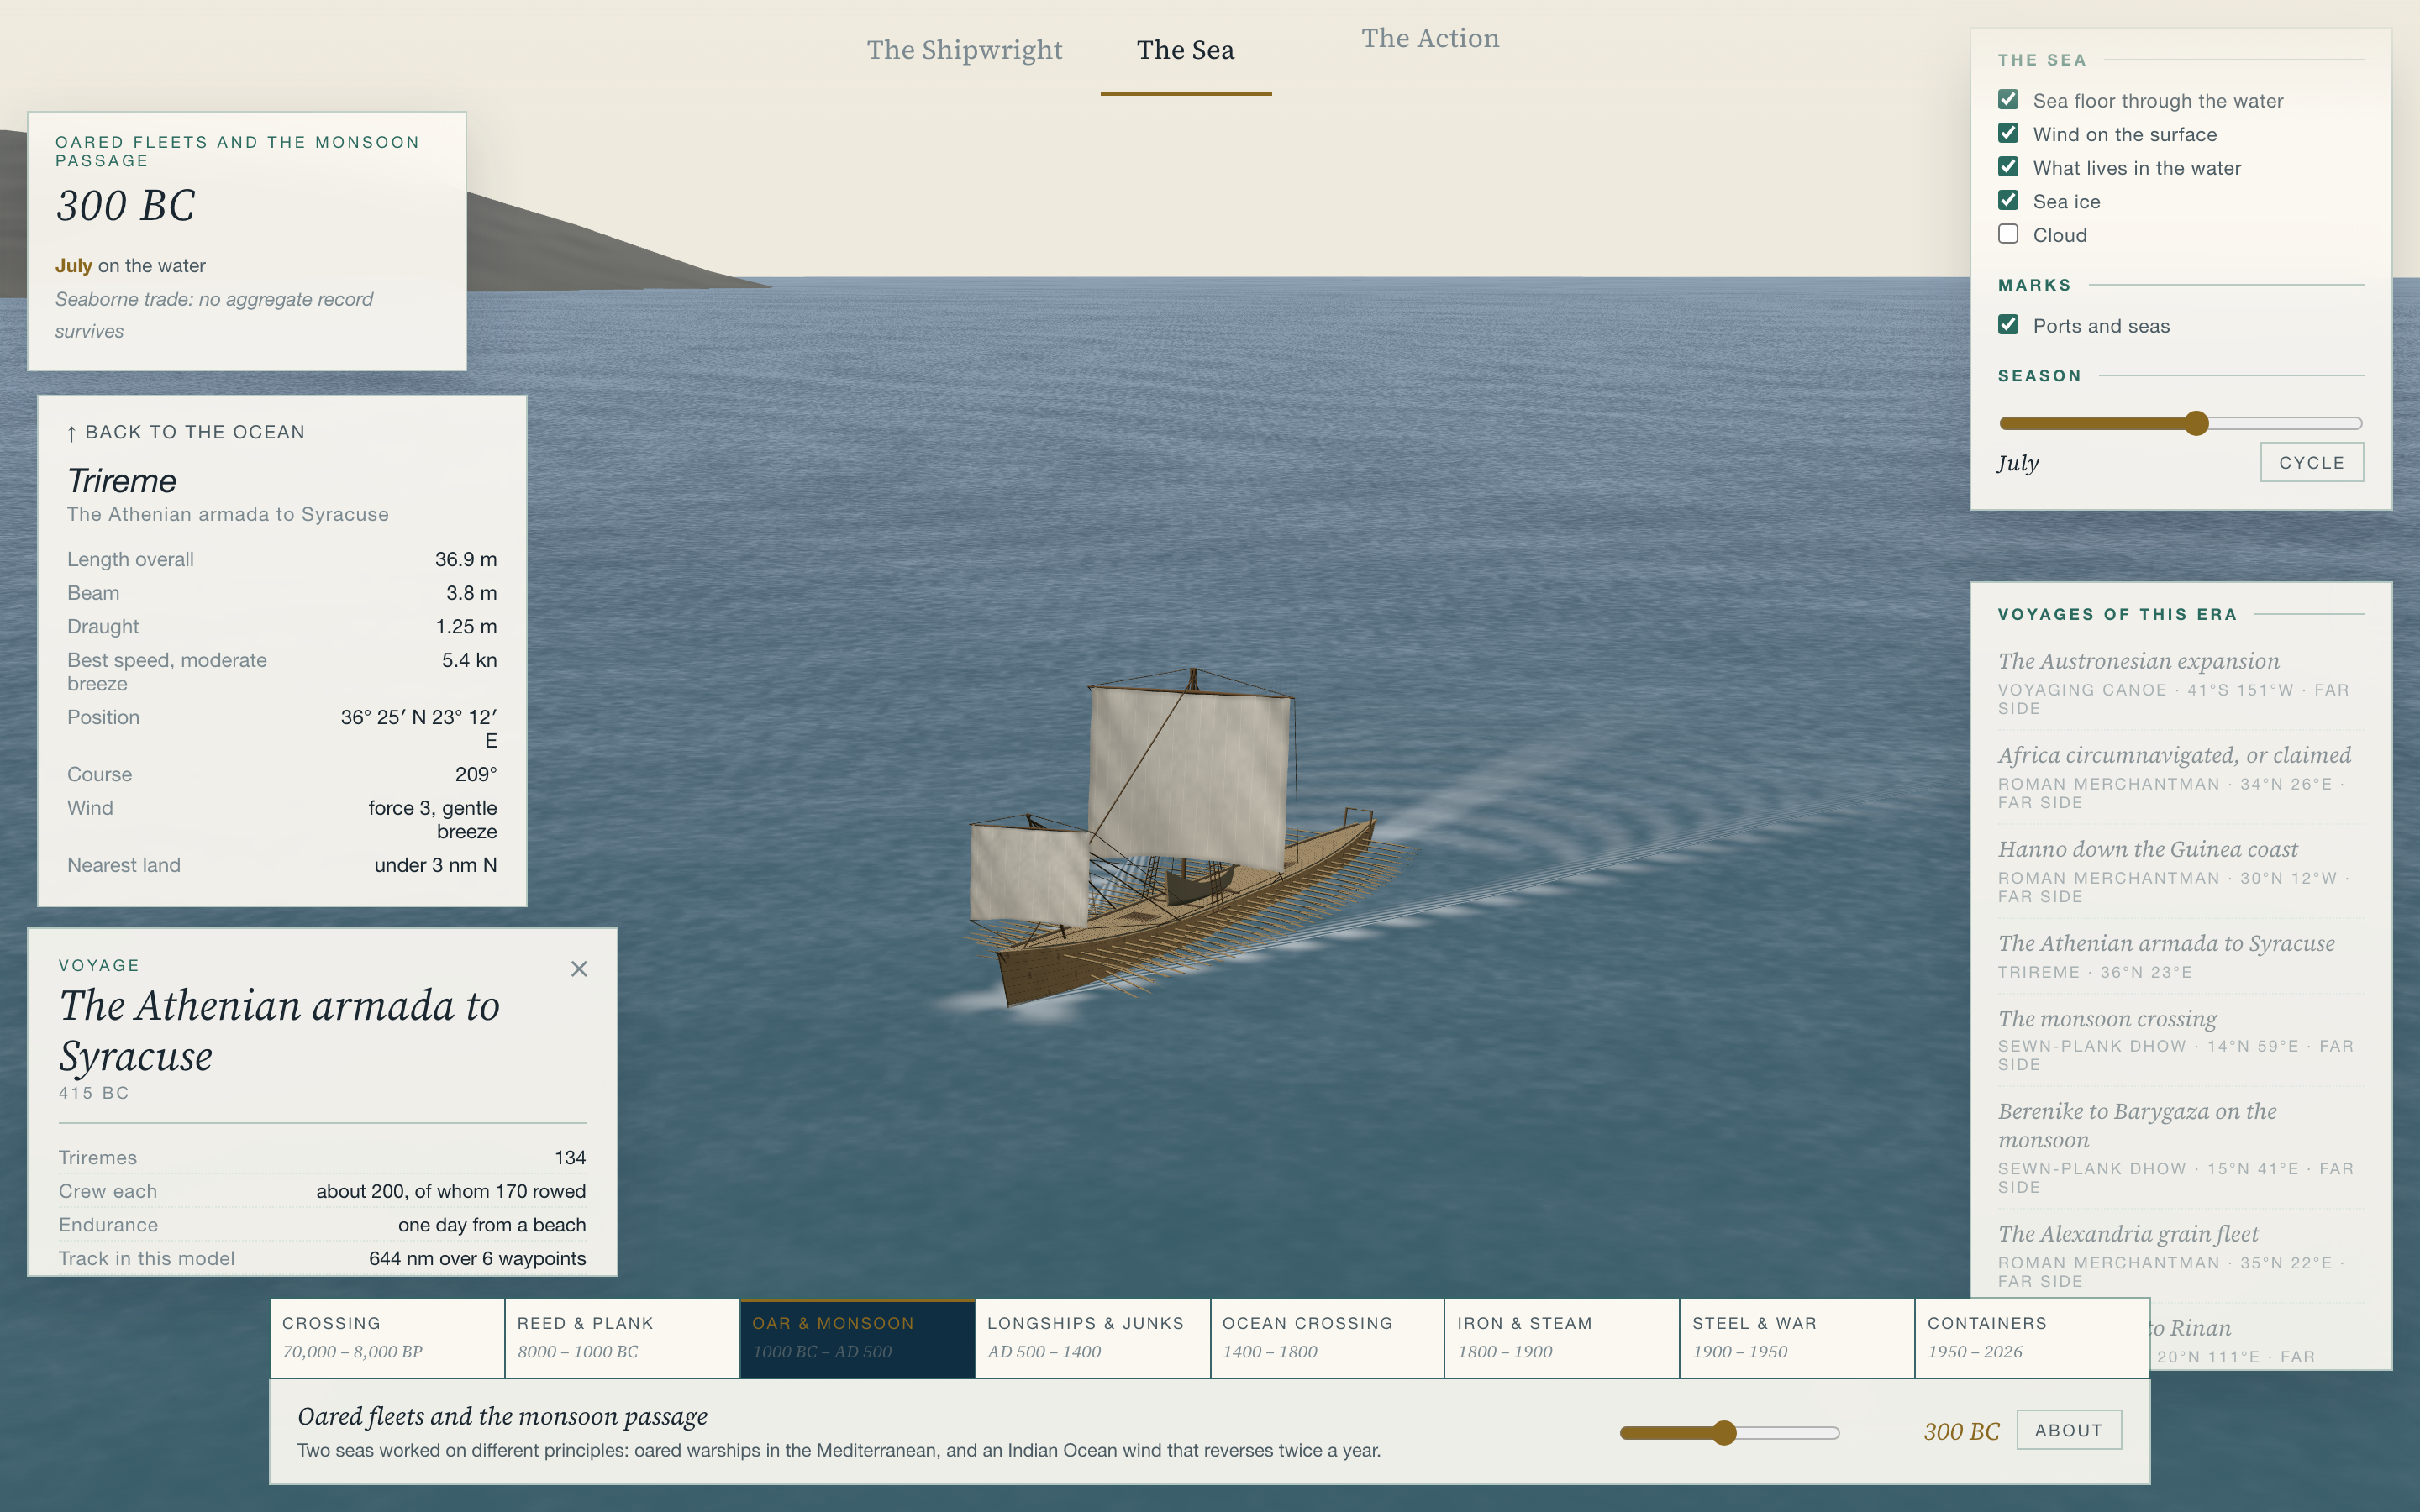 The Shipwright
The Sea
The Action
OARED FLEETS AND THE MONSOON
PASSAGE
300 BC
July on the water
Seaborne trade: no aggregate record
survives
↑ BACK TO THE OCEAN
Trireme
The Athenian armada to Syracuse
Length overall 36.9 m
Beam 3.8 m
Draught 1.25 m
Best speed, moderate 5.4 kn
breeze
Position 36° 25′ N 23° 12′
E
Course 209°
Wind force 3, gentle
breeze
Nearest land under 3 nm N
VOYAGE
The Athenian armada to
Syracuse
415 BC
Triremes 134
Crew each about 200, of whom 170 rowed
Endurance one day from a beach
Track in this model 644 nm over 6 waypoints
THE SEA
Sea floor through the water
Wind on the surface
What lives in the water
Sea ice
Cloud
MARKS
Ports and seas
SEASON
July
CYCLE
VOYAGES OF THIS ERA
The Austronesian expansion
VOYAGING CANOE · 41°S 151°W · FAR
SIDE
Africa circumnavigated, or claimed
ROMAN MERCHANTMAN · 34°N 26°E ·
FAR SIDE
Hanno down the Guinea coast
ROMAN MERCHANTMAN · 30°N 12°W ·
FAR SIDE
The Athenian armada to Syracuse
TRIREME · 36°N 23°E
The monsoon crossing
SEWN-PLANK DHOW · 14°N 59°E · FAR
SIDE
Berenike to Barygaza on the
monsoon
SEWN-PLANK DHOW · 15°N 41°E · FAR
SIDE
The Alexandria grain fleet
ROMAN MERCHANTMAN · 35°N 22°E ·
FAR SIDE
to Rinan
20°N 111°E · FAR
CROSSING
70,000 – 8,000 BP
REED & PLANK
8000 – 1000 BC
OAR & MONSOON
1000 BC – AD 500
LONGSHIPS & JUNKS
AD 500 – 1400
OCEAN CROSSING
1400 – 1800
IRON & STEAM
1800 – 1900
STEEL & WAR
1900 – 1950
CONTAINERS
1950 – 2026
Oared fleets and the monsoon passage
Two seas worked on different principles: oared warships in the Mediterranean, and an Indian Ocean wind that reverses twice a year.
300 BC
ABOUT